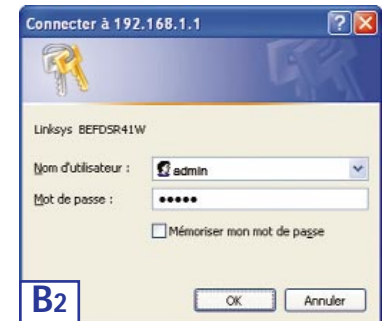 Connecter à 192.168.1.1
Linksys BEFDSR41W
Nom d'utilisateur : admin
Mot de passe : •••••
Mémoriser mon mot de passe
OK Annuler
B2